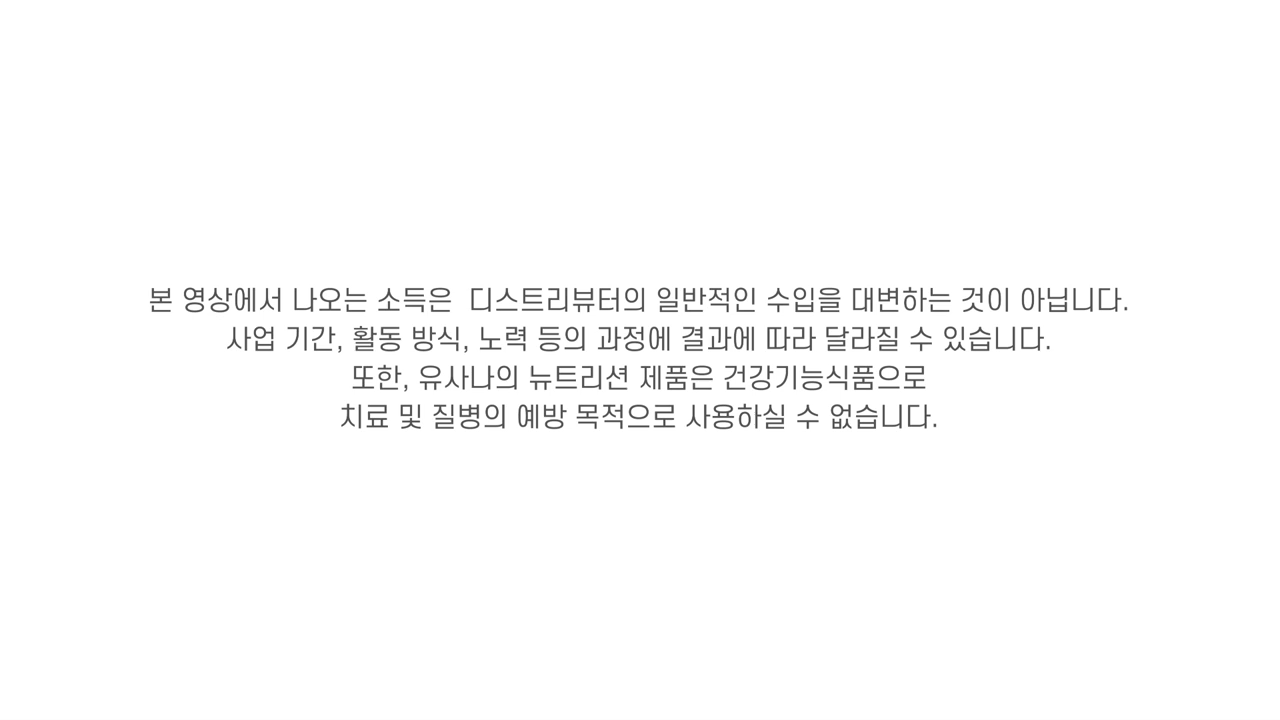 본 영상에서 나오는 소득은  디스트리뷰터의 일반적인 수입을 대변하는 것이 아닙니다.
사업 기간, 활동 방식, 노력 등의 과정에 결과에 따라 달라질 수 있습니다.
또한, 유사나의 뉴트리션 제품은 건강기능식품으로
치료 및 질병의 예방 목적으로 사용하실 수 없습니다.